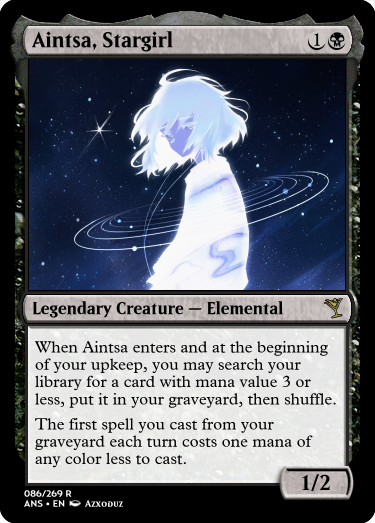 Aintsa, Stargirl 1
Legendary Creature — Elemental
When Aintsa enters and at the beginning
of your upkeep, you may search your
library for a card with mana value 3 or
less, put it in your graveyard, then shuffle.
The first spell you cast from your
graveyard each turn costs one mana of
any color less to cast.
1/2
086/269 R
ANS • EN Azxoduz